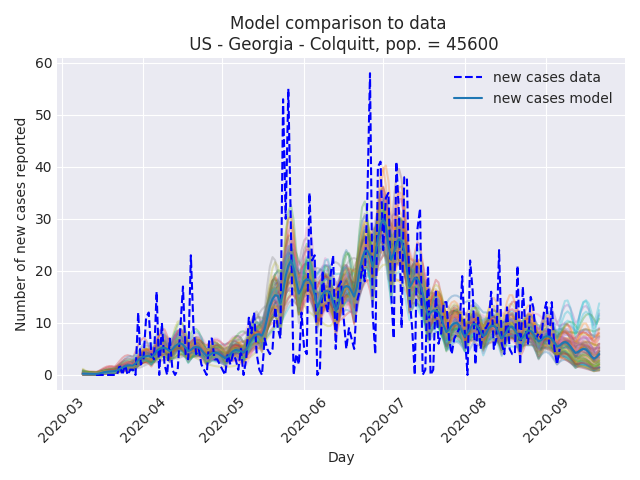 Model comparison to data
US - Georgia - Colquitt, pop. = 45600
new cases data
new cases model
Number of new cases reported
60
50
40
30
20
10
0
2020-03
2020-04
2020-05
2020-06
2020-07
2020-08
2020-09
Day